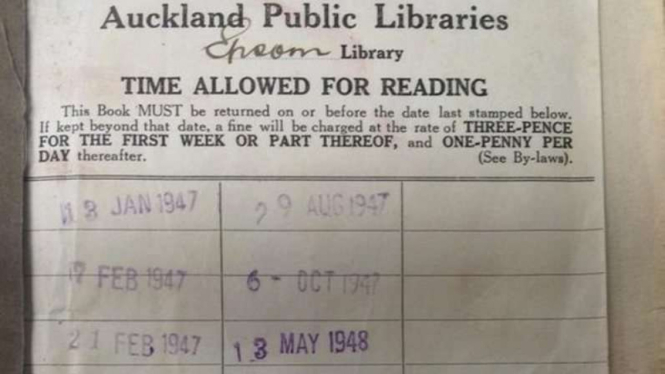 Auckland Public Libraries
Epsom Library
TIME ALLOWED FOR READING
This Book MUST be returned on or before the date last stamped below.
If kept beyond that date, a fine will be charged at the rate of THREE-PENCE
FOR THE FIRST WEEK OR PART THEREOF, and ONE-PENNY PER
DAY thereafter. (See By-laws).
13 JAN 1947 29 AUG 1947
FEB 1947 6 - OCT 1947
21 FEB 1947 13 MAY 1948